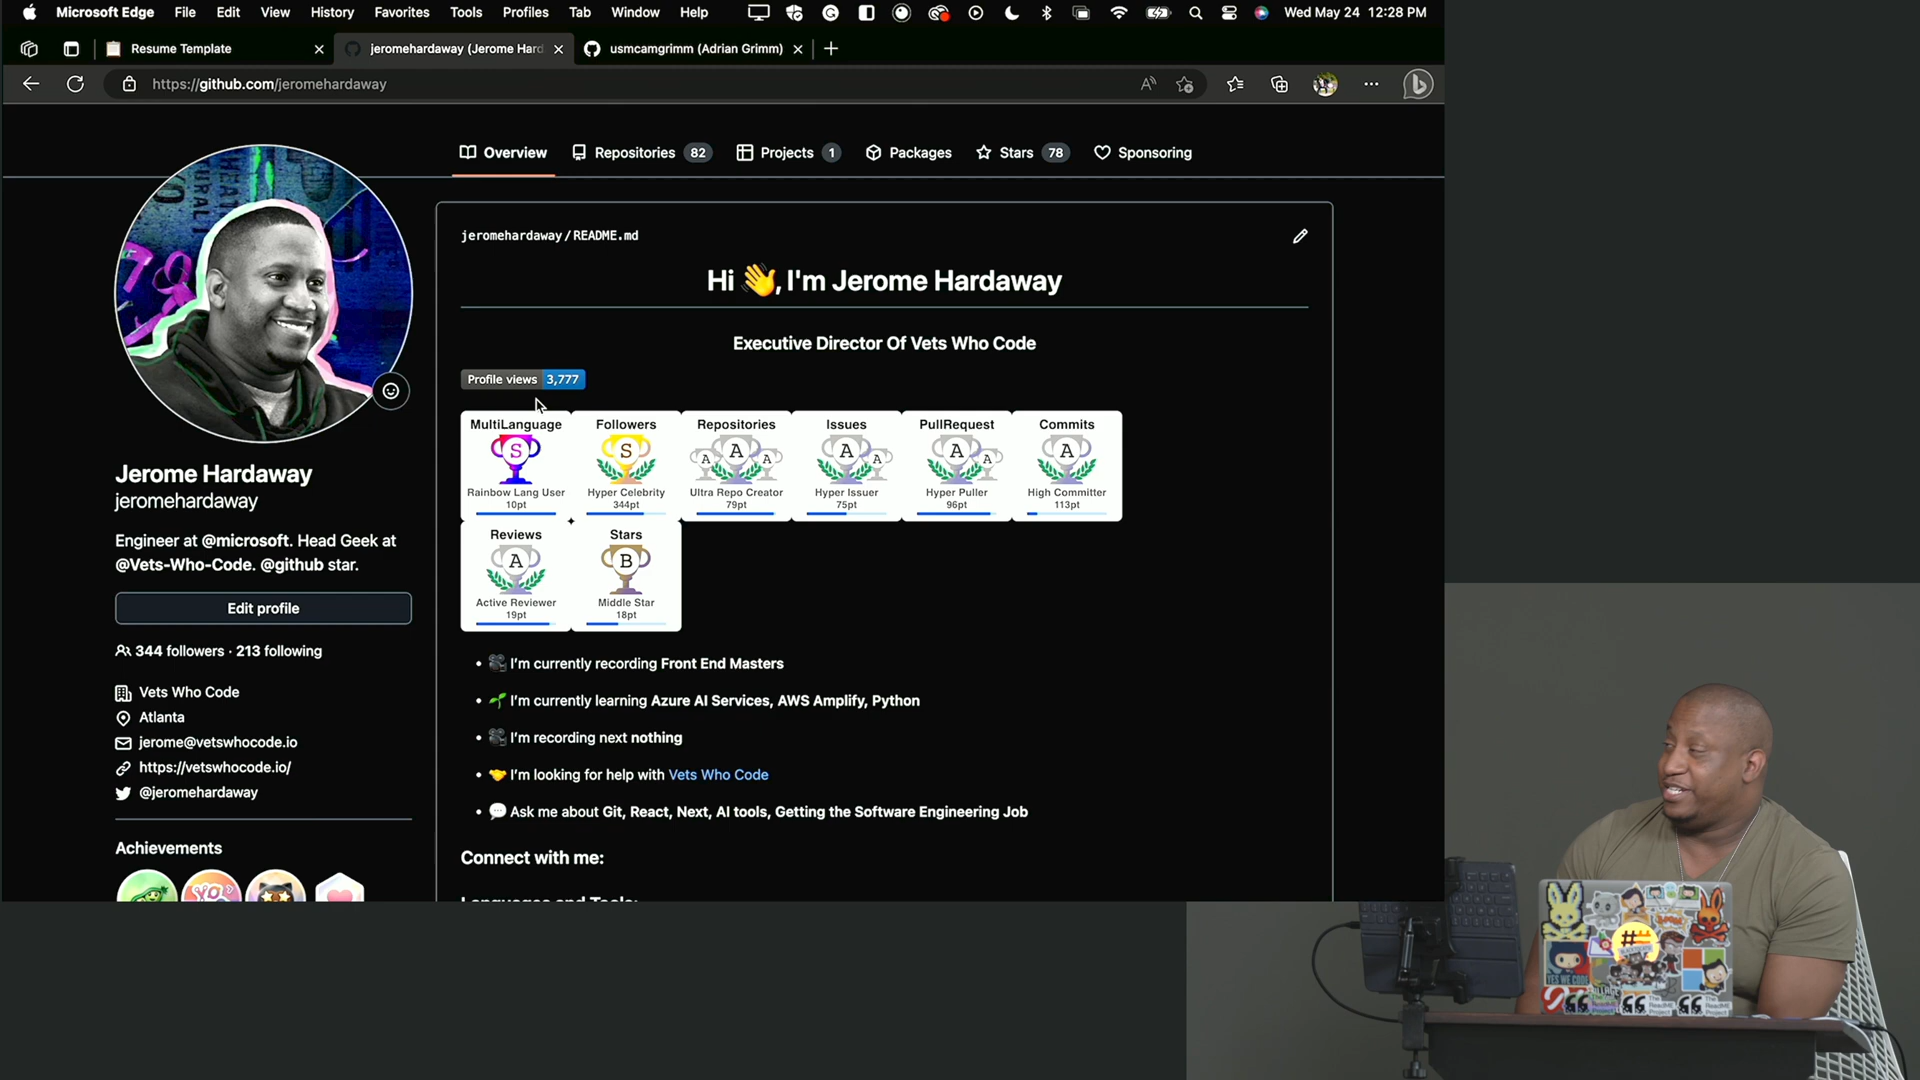 Microsoft Edge File Edit View History Favorites Tools Profiles Tab Window Help Wed May 24 12:28 PM
Resume Template
jeromehardaway (Jerome Hard
usmcamgrimm (Adrian Grimm)
https://github.com/jeromehardaway
Overview Repositories 82 Projects 1 Packages Stars 78 Sponsoring
Jerome Hardaway
jeromehardaway
Engineer at @microsoft. Head Geek at
@Vets-Who-Code. @github star.
Edit profile
344 followers · 213 following
Vets Who Code
Atlanta
jerome@vetswhocode.io
https://vetswhocode.io/
@jeromehardaway
Achievements
YO
jeromehardaway/README.md
Hi 👋, I'm Jerome Hardaway
Executive Director Of Vets Who Code
Profile views 3,777
MultiLanguage
S
Rainbow Lang User
10pt
Followers
S
Hyper Celebrity
344pt
Repositories
A A A
Ultra Repo Creator
79pt
Issues
A A
Hyper Issuer
75pt
PullRequest
A A
Hyper Puller
96pt
Commits
A
High Committer
113pt
Reviews
A
Active Reviewer
19pt
Stars
B
Middle Star
18pt
• 🎥 I'm currently recording Front End Masters
• 🌱 I'm currently learning Azure AI Services, AWS Amplify, Python
• 🎥 I'm recording next nothing
• 🤝 I'm looking for help with Vets Who Code
• 💬 Ask me about Git, React, Next, AI tools, Getting the Software Engineering Job
Connect with me:
Languages and Tools:
YES WE CODE